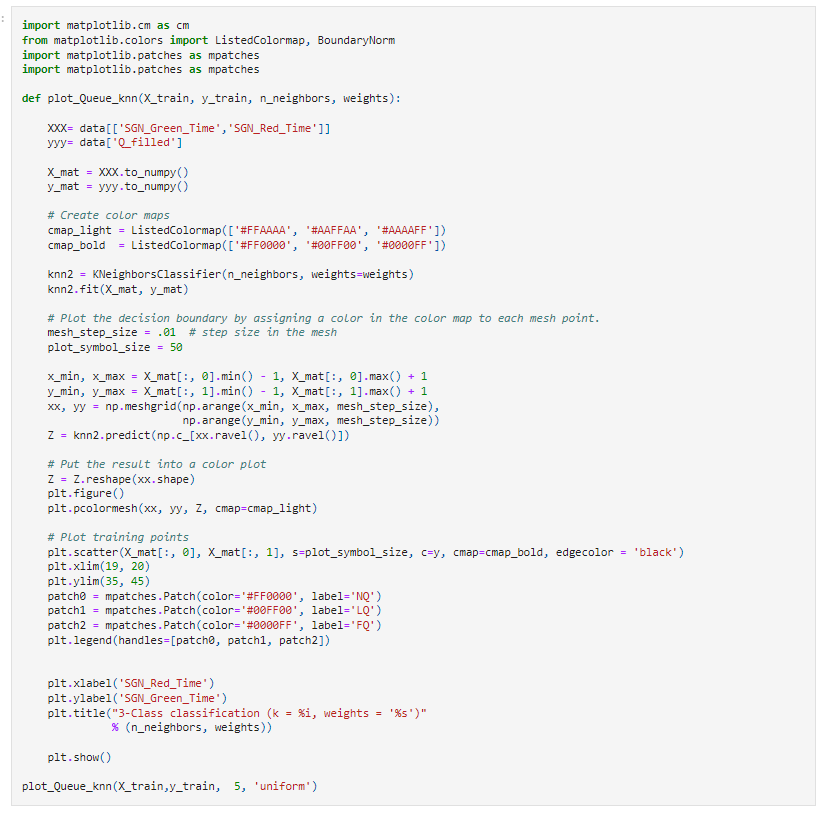 import matplotlib.cm as cm
from matplotlib.colors import ListedColormap, BoundaryNorm
import matplotlib.patches as mpatches
import matplotlib.patches as mpatches

def plot_Queue_knn(X_train, y_train, n_neighbors, weights):

    XXX= data[['SGN_Green_Time','SGN_Red_Time']]
    yyy= data['Q_filled']

    X_mat = XXX.to_numpy()
    y_mat = yyy.to_numpy()

    # Create color maps
    cmap_light = ListedColormap(['#FFAAAA', '#AAFFAA', '#AAAAFF'])
    cmap_bold  = ListedColormap(['#FF0000', '#00FF00', '#0000FF'])

    knn2 = KNeighborsClassifier(n_neighbors, weights=weights)
    knn2.fit(X_mat, y_mat)

    # Plot the decision boundary by assigning a color in the color map to each mesh point.
    mesh_step_size = .01  # step size in the mesh
    plot_symbol_size = 50

    x_min, x_max = X_mat[:, 0].min() - 1, X_mat[:, 0].max() + 1
    y_min, y_max = X_mat[:, 1].min() - 1, X_mat[:, 1].max() + 1
    xx, yy = np.meshgrid(np.arange(x_min, x_max, mesh_step_size),
                         np.arange(y_min, y_max, mesh_step_size))
    Z = knn2.predict(np.c_[xx.ravel(), yy.ravel()])

    # Put the result into a color plot
    Z = Z.reshape(xx.shape)
    plt.figure()
    plt.pcolormesh(xx, yy, Z, cmap=cmap_light)

    # Plot training points
    plt.scatter(X_mat[:, 0], X_mat[:, 1], s=plot_symbol_size, c=y, cmap=cmap_bold, edgecolor = 'black')
    plt.xlim(19, 20)
    plt.ylim(35, 45)
    patch0 = mpatches.Patch(color='#FF0000', label='NQ')
    patch1 = mpatches.Patch(color='#00FF00', label='LQ')
    patch2 = mpatches.Patch(color='#0000FF', label='FQ')
    plt.legend(handles=[patch0, patch1, patch2])


    plt.xlabel('SGN_Red_Time')
    plt.ylabel('SGN_Green_Time')
    plt.title("3-Class classification (k = %i, weights = '%s')"
              % (n_neighbors, weights))

    plt.show()

plot_Queue_knn(X_train,y_train,  5, 'uniform')